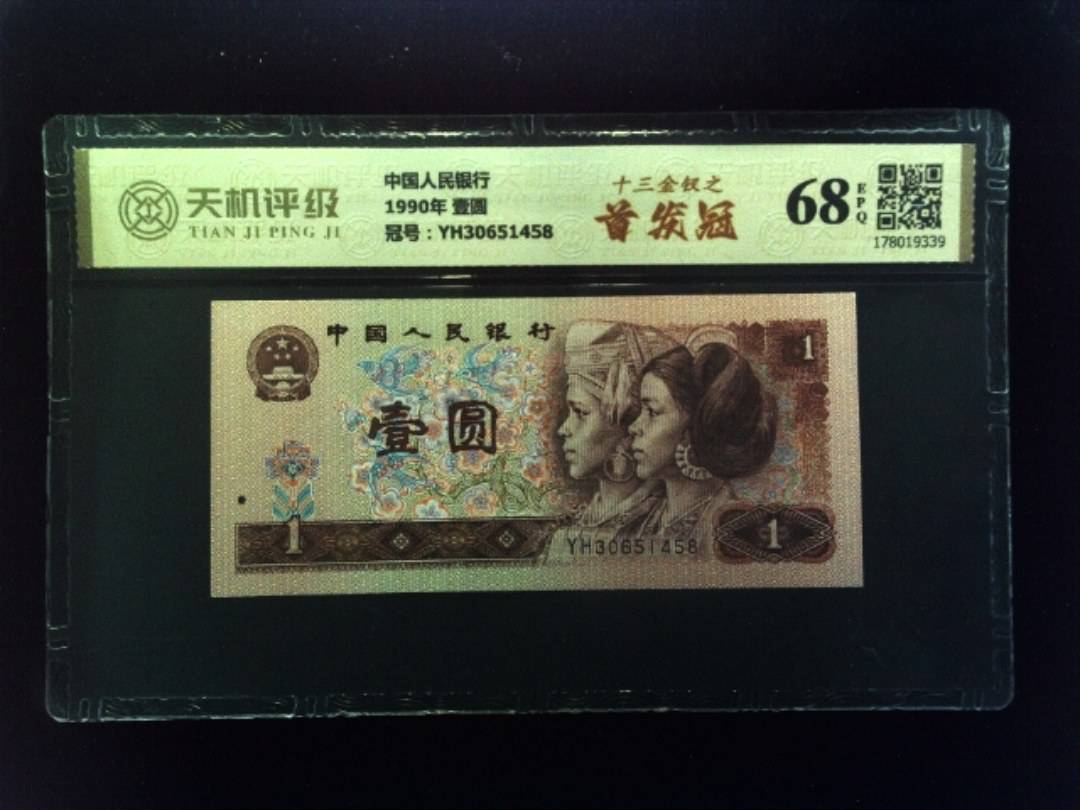 天机评级
TIAN JI PING JI
中国人民银行
1990年 壹圆
冠号：YH30651458
十三金钗之
首发冠
68
EPQ
178019339
中国人民银行
1
壹圆
1
YH30651458
1